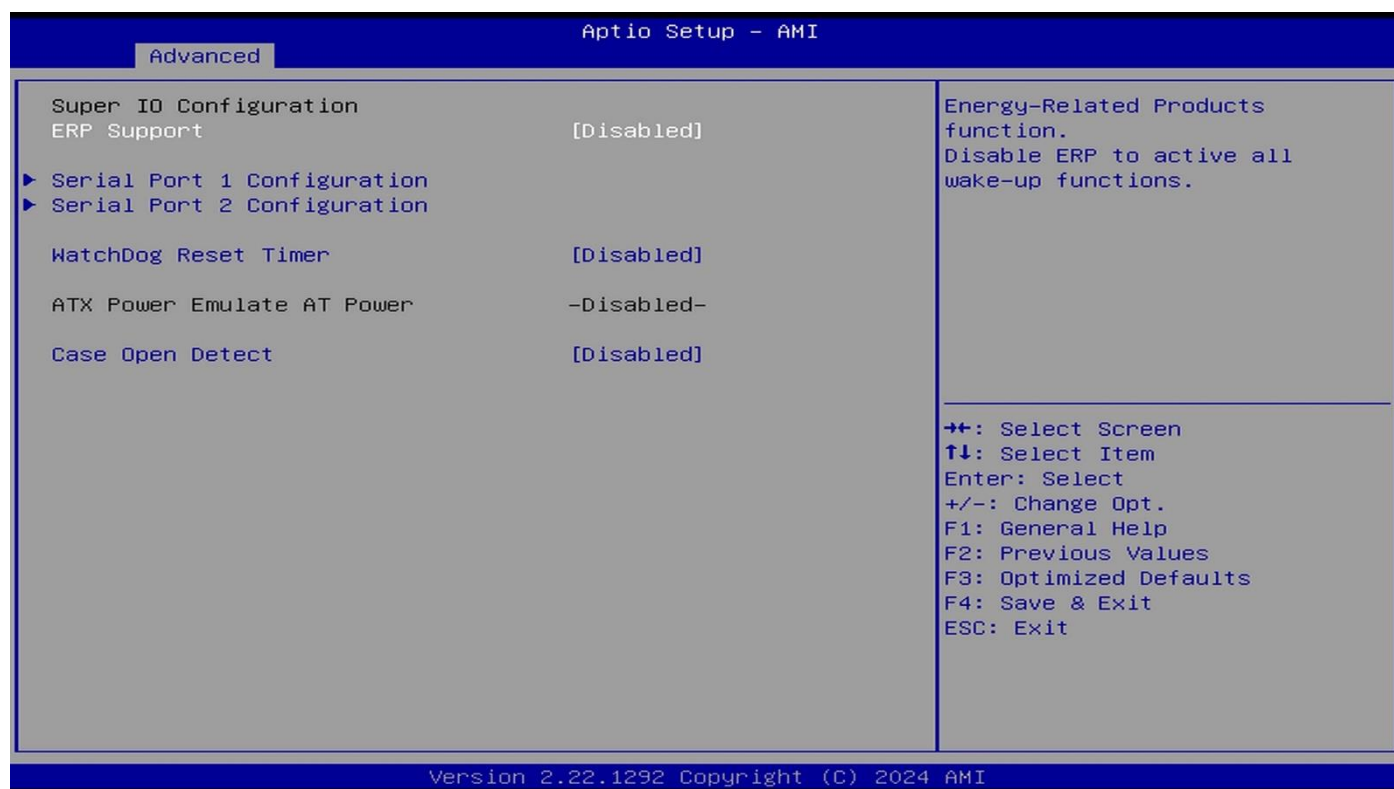 Aptio Setup – AMI
Advanced
Super IO Configuration
ERP Support [Disabled]
► Serial Port 1 Configuration
► Serial Port 2 Configuration
WatchDog Reset Timer [Disabled]
ATX Power Emulate AT Power –Disabled–
Case Open Detect [Disabled]
Energy–Related Products
function.
Disable ERP to active all
wake–up functions.
→←: Select Screen
↑↓: Select Item
Enter: Select
+/–: Change Opt.
F1: General Help
F2: Previous Values
F3: Optimized Defaults
F4: Save & Exit
ESC: Exit
Version 2.22.1292 Copyright (C) 2024 AMI